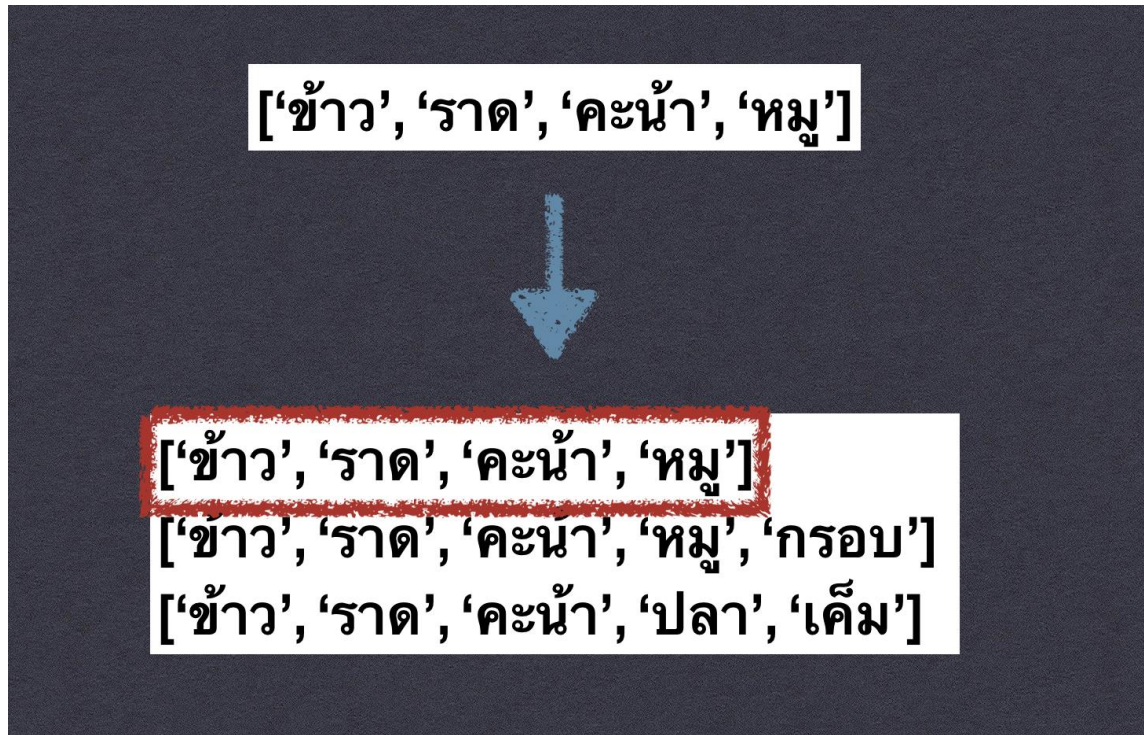 [‘ข้าว’, ‘ราด’, ‘คะน้า’, ‘หมู’]
[‘ข้าว’, ‘ราด’, ‘คะน้า’, ‘หมู’]
[‘ข้าว’, ‘ราด’, ‘คะน้า’, ‘หมู’, ‘กรอบ’]
[‘ข้าว’, ‘ราด’, ‘คะน้า’, ‘ปลา’, ‘เค็ม’]